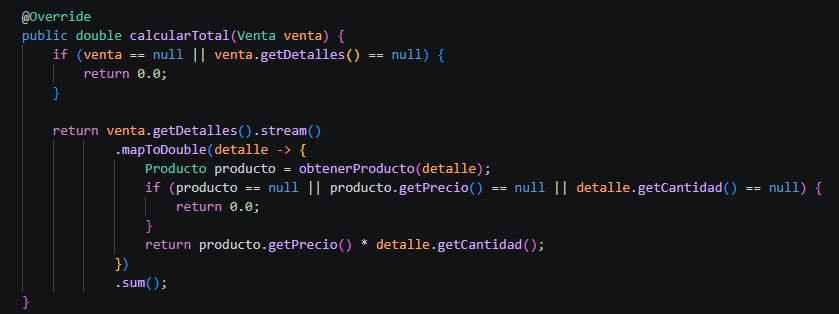 @Override
public double calcularTotal(Venta venta) {
    if (venta == null || venta.getDetalles() == null) {
        return 0.0;
    }

    return venta.getDetalles().stream()
            .mapToDouble(detalle -> {
                Producto producto = obtenerProducto(detalle);
                if (producto == null || producto.getPrecio() == null || detalle.getCantidad() == null) {
                    return 0.0;
                }
                return producto.getPrecio() * detalle.getCantidad();
            })
            .sum();
}